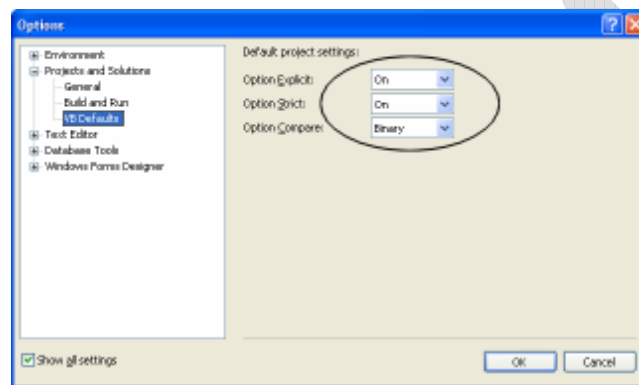 Options
Environment
Projects and Solutions
General
Build and Run
VB Defaults
Text Editor
Database Tools
Windows Forms Designer
Default project settings:
Option Explicit:
On
Option Strict:
On
Option Compare:
Binary
Show all settings
OK
Cancel